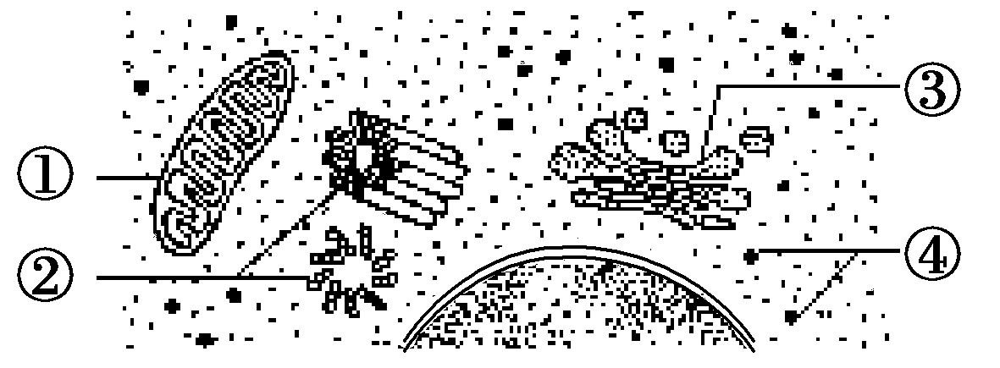 ①
②
③
④